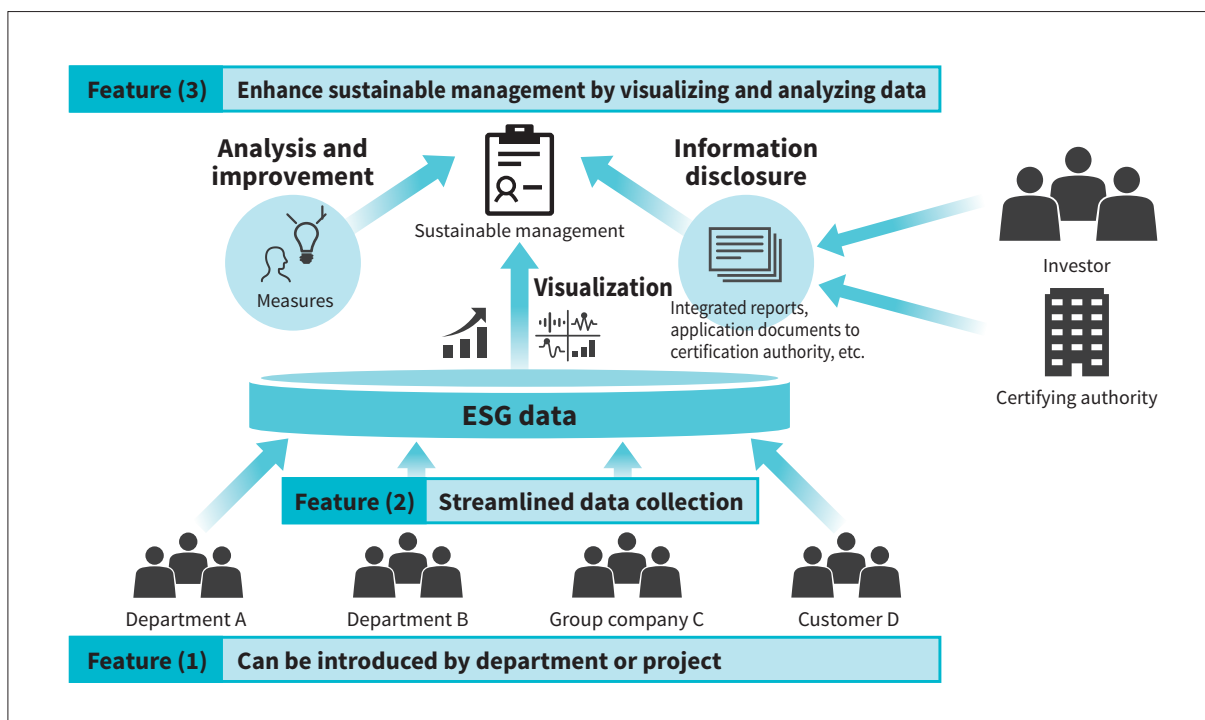 Feature (3) Enhance sustainable management by visualizing and analyzing data
Analysis and
improvement
Measures
Sustainable management
Information
disclosure
Integrated reports,
application documents to
certification authority, etc.
Investor
Certifying authority
Visualization
ESG data
Feature (2) Streamlined data collection
Department A
Department B
Group company C
Customer D
Feature (1) Can be introduced by department or project